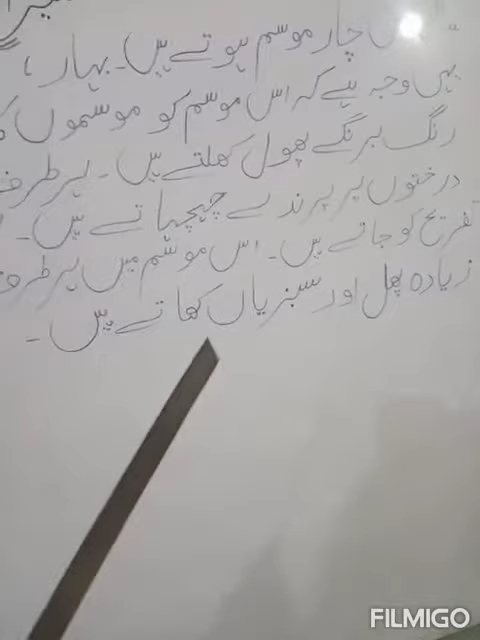 چار موسم ہوتے ہیں۔ بہار ،
یہی وجہ ہے کہ اس موسم کو موسموں
رنگ برنگے پھول کھلتے ہیں۔ ہر طرف
درختوں پر پرندے چہچہاتے ہیں۔
تفریح کو جاتے ہیں۔ اس موسم میں ہر طرف
زیادہ پھل اور سبزیاں کھاتے ہیں۔
FILMIGO